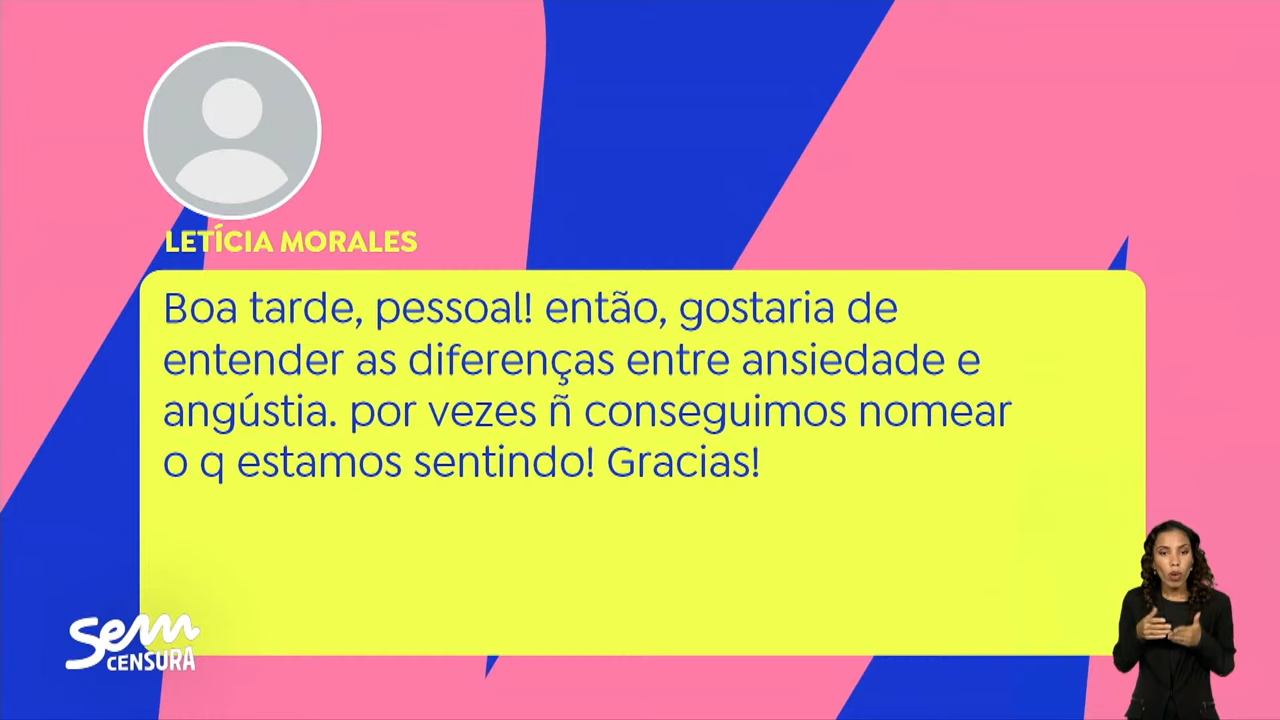 LETÍCIA MORALES
Boa tarde, pessoal! então, gostaria de
entender as diferenças entre ansiedade e
angústia. por vezes ñ conseguimos nomear
o q estamos sentindo! Gracias!
Sem
CENSURA